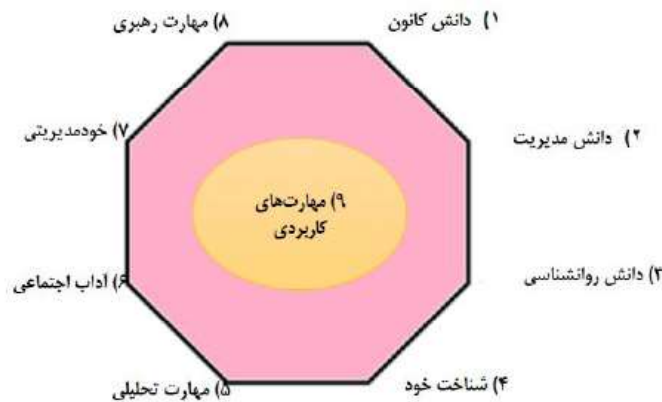 ۱) دانش کانون
۲) دانش مدیریت
۳) دانش روانشناسی
۴) شناخت خود
۵) مهارت تحلیلی
۶) آداب اجتماعی
۷) خودمدیریتی
۸) مهارت رهبری
۹) مهارت‌های
کاربردی